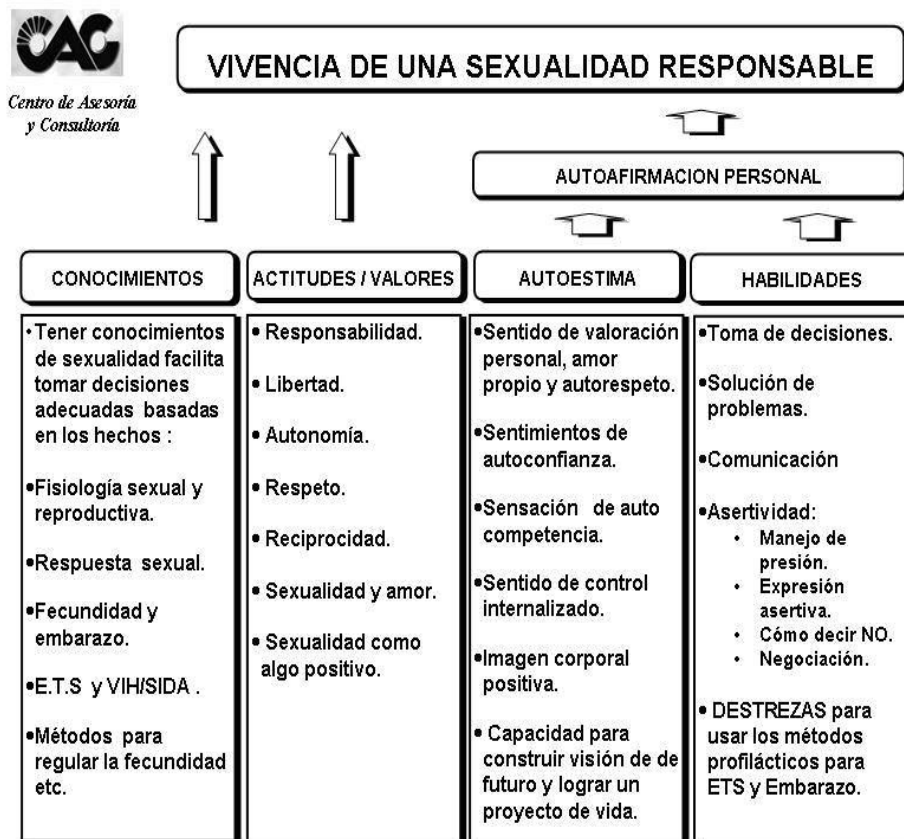 CAC
Centro de Asesoría
y Consultoría
VIVENCIA DE UNA SEXUALIDAD RESPONSABLE
AUTOAFIRMACION PERSONAL
CONOCIMIENTOS
• Tener conocimientos
de sexualidad facilita
tomar decisiones
adecuadas basadas
en los hechos :
•Fisiología sexual y
reproductiva.
•Respuesta sexual.
•Fecundidad y
embarazo.
•E.T.S y VIH/SIDA .
•Métodos para
regular la fecundidad
etc.
ACTITUDES / VALORES
• Responsabilidad.
• Libertad.
• Autonomía.
• Respeto.
• Reciprocidad.
• Sexualidad y amor.
• Sexualidad como
algo positivo.
AUTOESTIMA
•Sentido de valoración
personal, amor
propio y autorespeto.
•Sentimientos de
autoconfianza.
•Sensación de auto
competencia.
•Sentido de control
internalizado.
•Imagen corporal
positiva.
• Capacidad para
construir visión de de
futuro y lograr un
proyecto de vida.
HABILIDADES
•Toma de decisiones.
•Solución de
problemas.
•Comunicación
•Asertividad:
• Manejo de
presión.
• Expresión
asertiva.
• Cómo decir NO.
• Negociación.
• DESTREZAS para
usar los métodos
profilácticos para
ETS y Embarazo.